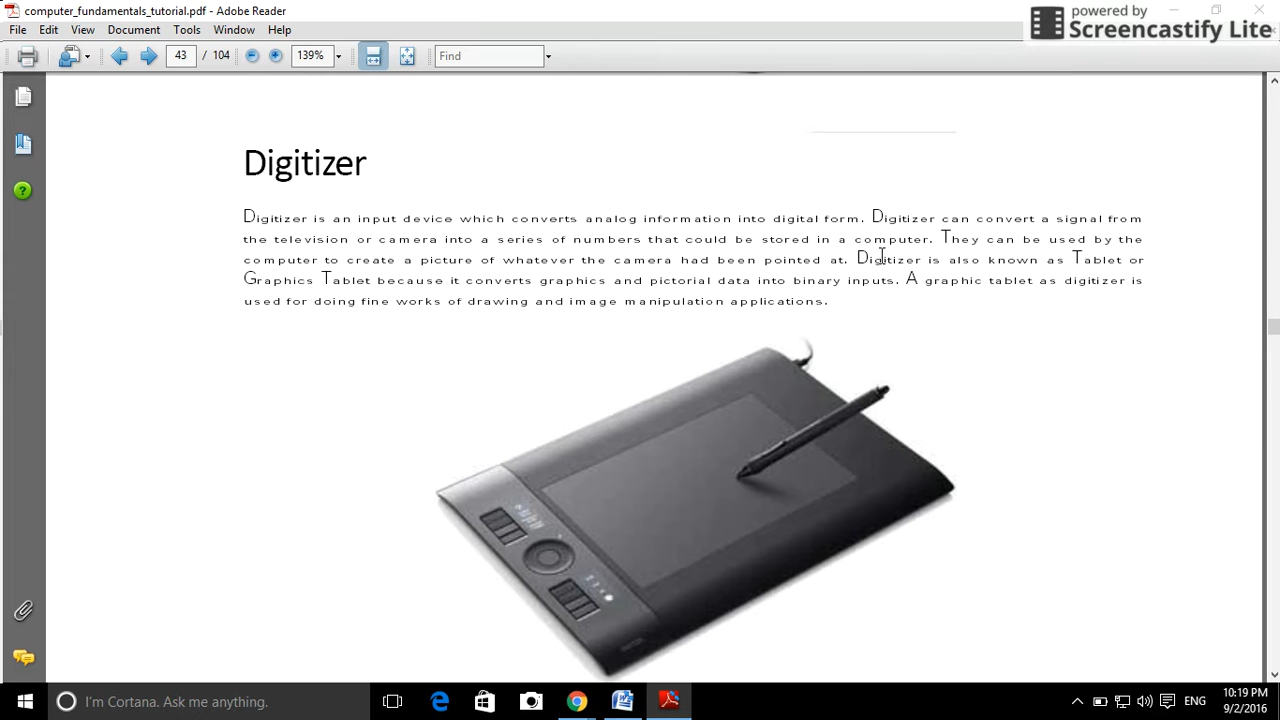 computer_fundamentals_tutorial.pdf - Adobe Reader
powered by
Screencastify Lite
File Edit View Document Tools Window Help
43 / 104 139% Find
Digitizer
Digitizer is an input device which converts analog information into digital form. Digitizer can convert a signal from
the television or camera into a series of numbers that could be stored in a computer. They can be used by the
computer to create a picture of whatever the camera had been pointed at. Digitizer is also known as Tablet or
Graphics Tablet because it converts graphics and pictorial data into binary inputs. A graphic tablet as digitizer is
used for doing fine works of drawing and image manipulation applications.
I'm Cortana. Ask me anything.
ENG
10:19 PM
9/2/2016